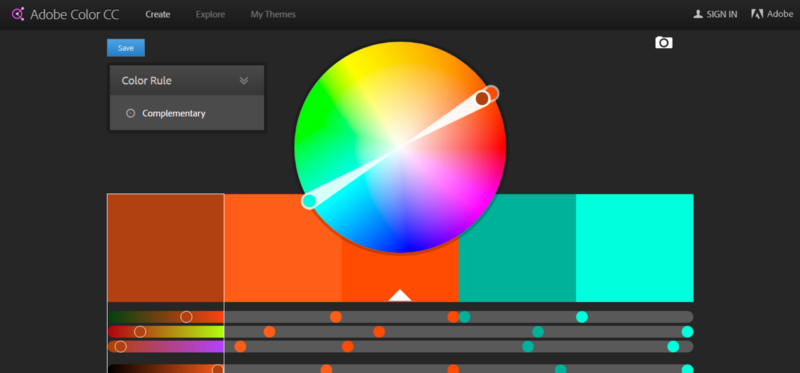 Adobe Color CC Create Explore My Themes SIGN IN Adobe
Save
Color Rule
Complementary